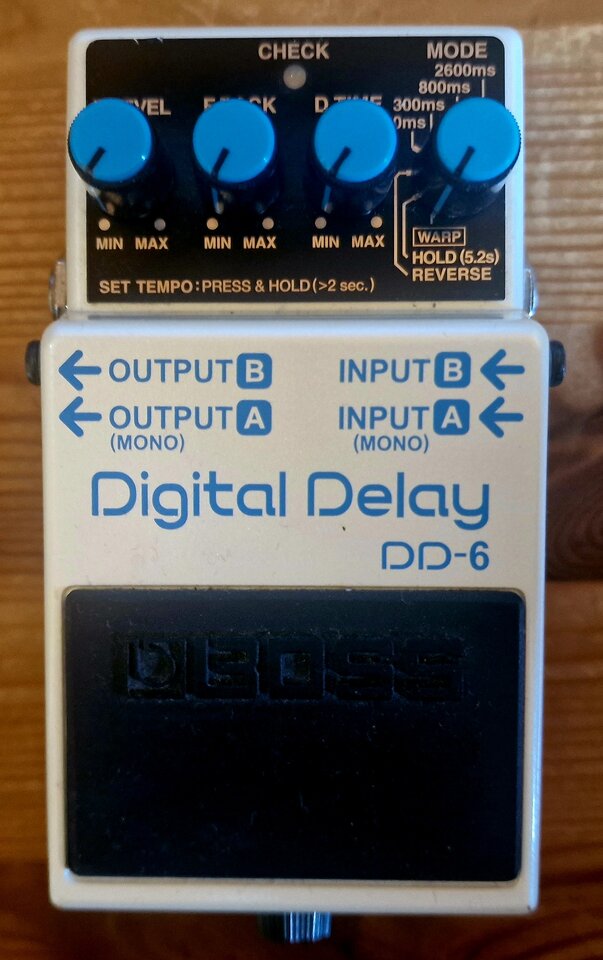 CHECK
MODE
2600ms
800ms
300ms
0ms
MIN MAX
MIN MAX
MIN MAX
WARP
HOLD (5.2s)
REVERSE
SET TEMPO : PRESS & HOLD (>2 sec.)
OUTPUT B
INPUT B
OUTPUT A
INPUT A
(MONO)
(MONO)
Digital Delay
DD-6
BOSS